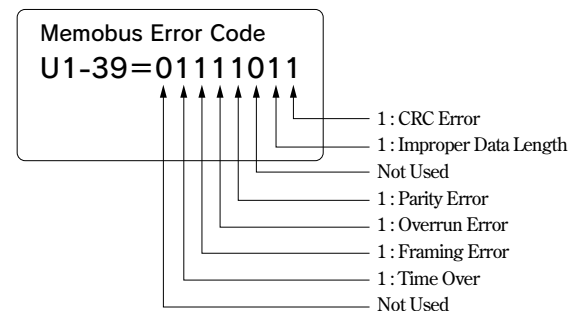 Memobus Error Code
U1-39=01111011
1 : CRC Error
1 : Improper Data Length
Not Used
1 : Parity Error
1 : Overrun Error
1 : Framing Error
1 : Time Over
Not Used